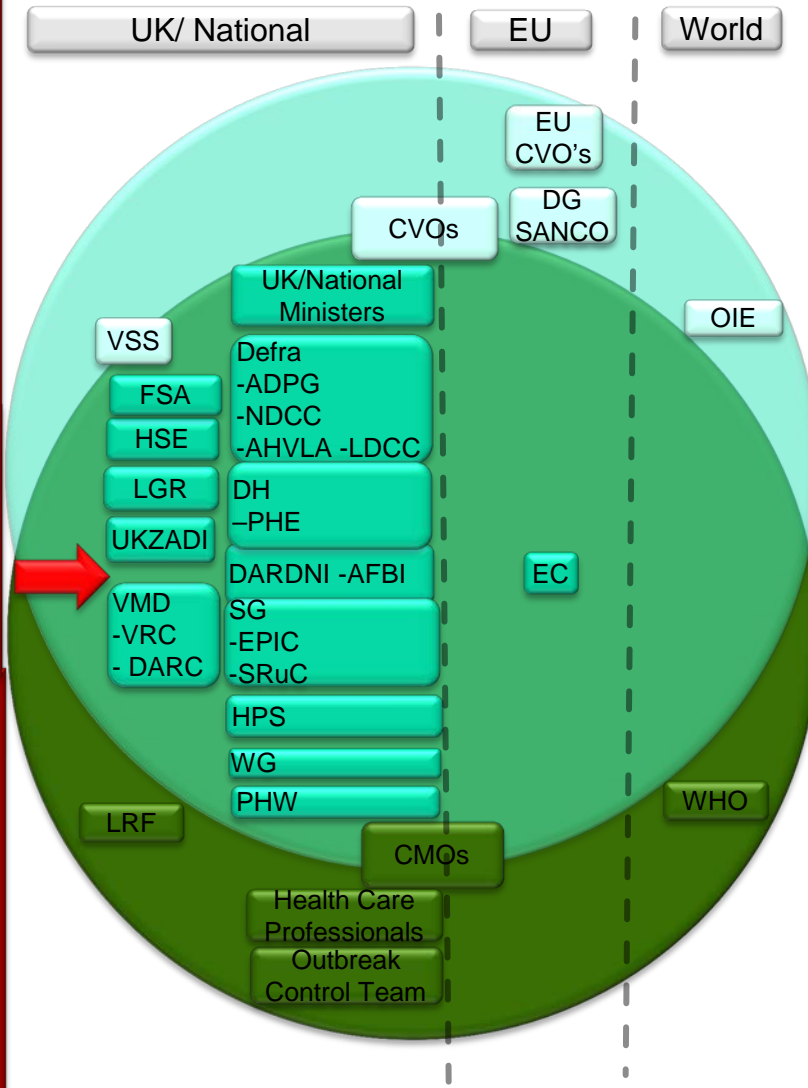 UK/ National
EU
World
EU
CVO's
DG
SANCO
CVOs
UK/National
Ministers
OIE
VSS
Defra
-ADPG
-NDCC
-AHVLA -LDCC
FSA
HSE
LGR
DH
–PHE
UKZADI
DARDNI -AFBI
EC
VMD
-VRC
- DARC
SG
-EPIC
-SRuC
HPS
WG
PHW
WHO
LRF
CMOs
Health Care
Professionals
Outbreak
Control Team